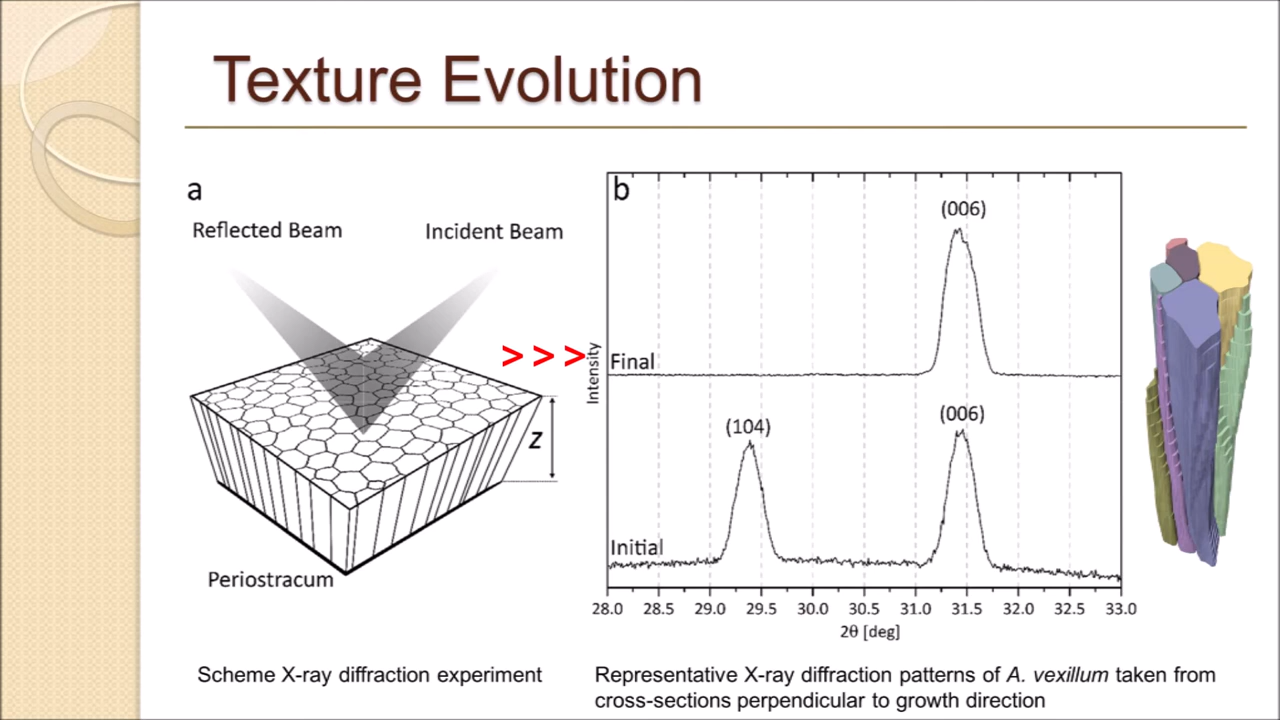 Texture Evolution
a
Reflected Beam
Incident Beam
z
Periostracum
Scheme X-ray diffraction experiment
>>>
b
(006)
Final
Intensity
(104)
(006)
Initial
28.0 28.5 29.0 29.5 30.0 30.5 31.0 31.5 32.0 32.5 33.0
2θ [deg]
Representative X-ray diffraction patterns of A. vexillum taken from
cross-sections perpendicular to growth direction